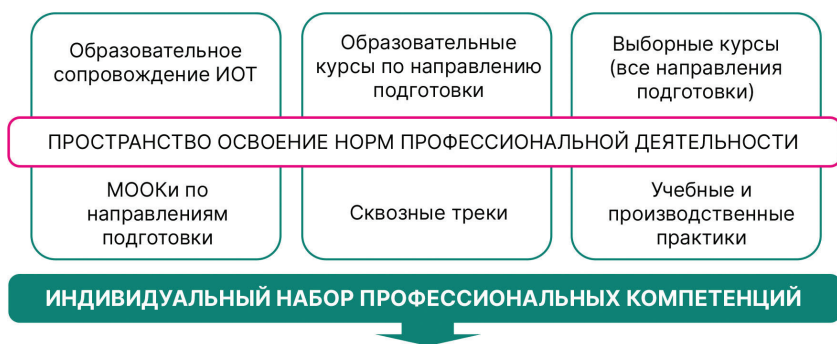 Образовательное
сопровождение ИОТ
Образовательные
курсы по направлению
подготовки
Выборные курсы
(все направления
подготовки)
ПРОСТРАНСТВО ОСВОЕНИЕ НОРМ ПРОФЕССИОНАЛЬНОЙ ДЕЯТЕЛЬНОСТИ
МООКи по
направлениям
подготовки
Сквозные треки
Учебные и
производственные
практики
ИНДИВИДУАЛЬНЫЙ НАБОР ПРОФЕССИОНАЛЬНЫХ КОМПЕТЕНЦИЙ